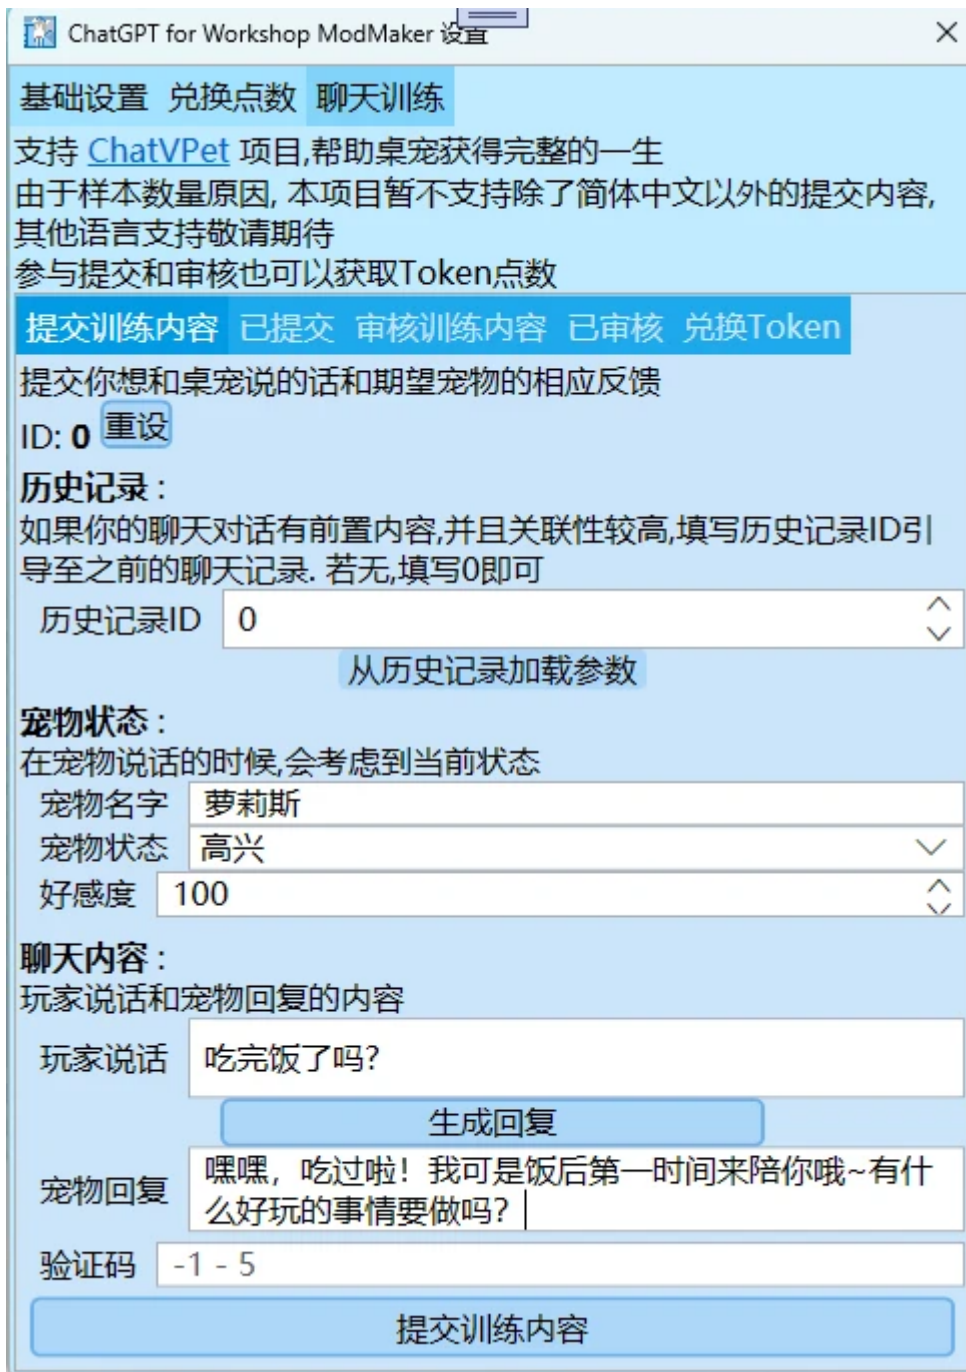 ChatGPT for Workshop ModMaker 设置
基础设置 兑换点数 聊天训练
支持 ChatVPet 项目,帮助桌宠获得完整的一生
由于样本数量原因, 本项目暂不支持除了简体中文以外的提交内容,
其他语言支持敬请期待
参与提交和审核也可以获取Token点数
提交训练内容 已提交 审核训练内容 已审核 兑换Token
提交你想和桌宠说的话和期望宠物的相应反馈
ID: 0 重设
历史记录：
如果你的聊天对话有前置内容,并且关联性较高,填写历史记录ID引
导至之前的聊天记录. 若无,填写0即可
历史记录ID 0
从历史记录加载参数
宠物状态：
在宠物说话的时候,会考虑到当前状态
宠物名字 萝莉斯
宠物状态 高兴
好感度 100
聊天内容：
玩家说话和宠物回复的内容
玩家说话 吃完饭了吗?
生成回复
宠物回复 嘿嘿，吃过啦！我可是饭后第一时间来陪你哦~有什
么好玩的事情要做吗？
验证码 -1 - 5
提交训练内容